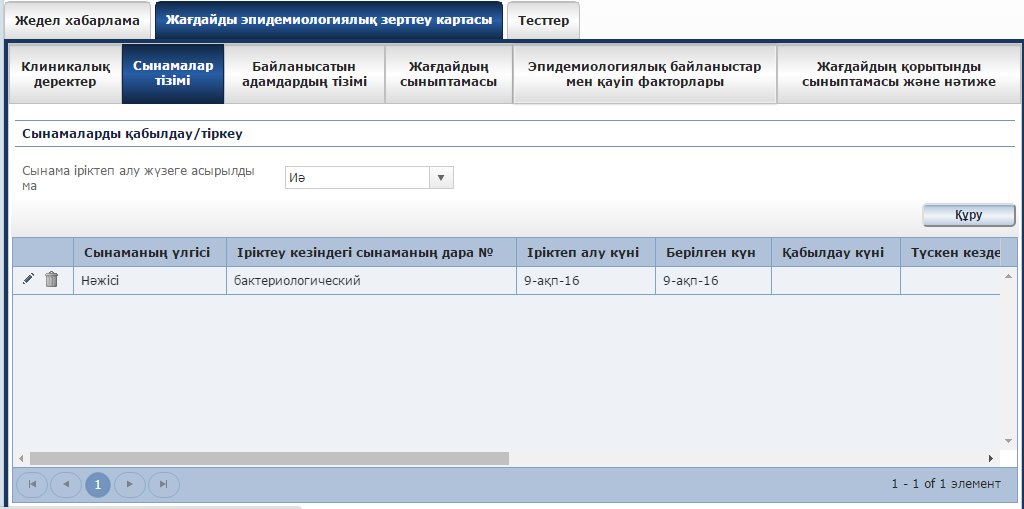 Жедел хабарлама
Жағдайды эпидемиологиялық зерттеу картасы
Тесттер
Клиникалық
деректер
Сынамалар
тізімі
Байланысатын
адамдардың тізімі
Жағдайдың
сыныптамасы
Эпидемиологиялық байланыстар
мен қауіп факторлары
Жағдайдың қорытынды
сыныптамасы және нәтиже
Сынамаларды қабылдау/тіркеу
Сынама іріктеп алу жүзеге асырылды
ма
Иә
Құру
Сынаманың үлгісі
Іріктеу кезіндегі сынаманың дара №
Іріктеп алу күні
Берілген күн
Қабылдау күні
Түскен кезде
Нәжісі
бактериологический
9-ақп-16
9-ақп-16
1
1 - 1 of 1 элемент